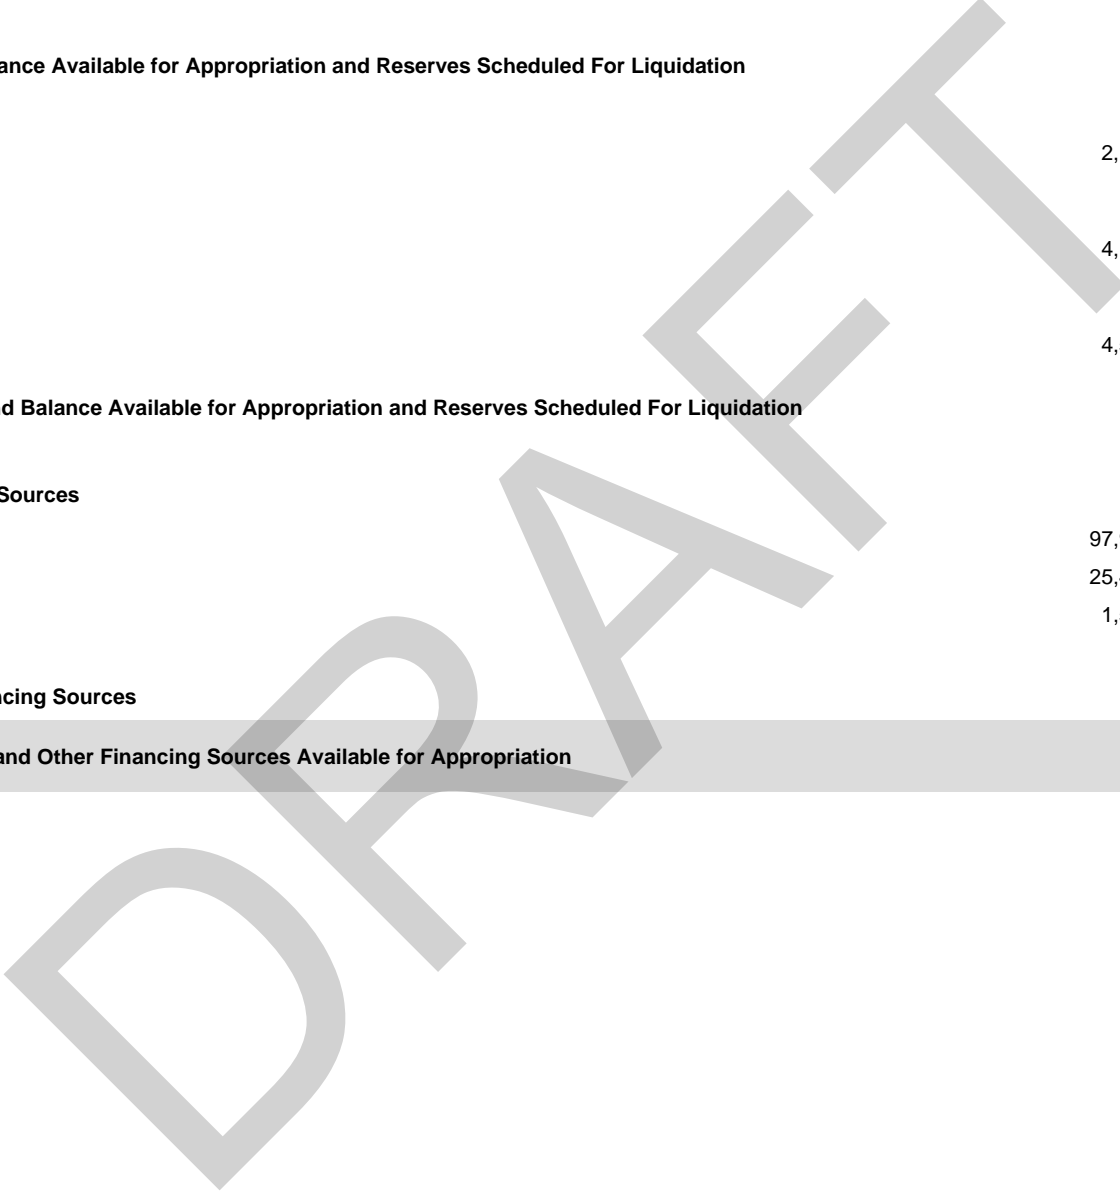 ance Available for Appropriation and Reserves Scheduled For Liquidation
2,
4,
4,
d Balance Available for Appropriation and Reserves Scheduled For Liquidation
Sources
97,
25,
1,
cing Sources
and Other Financing Sources Available for Appropriation
DRAFT